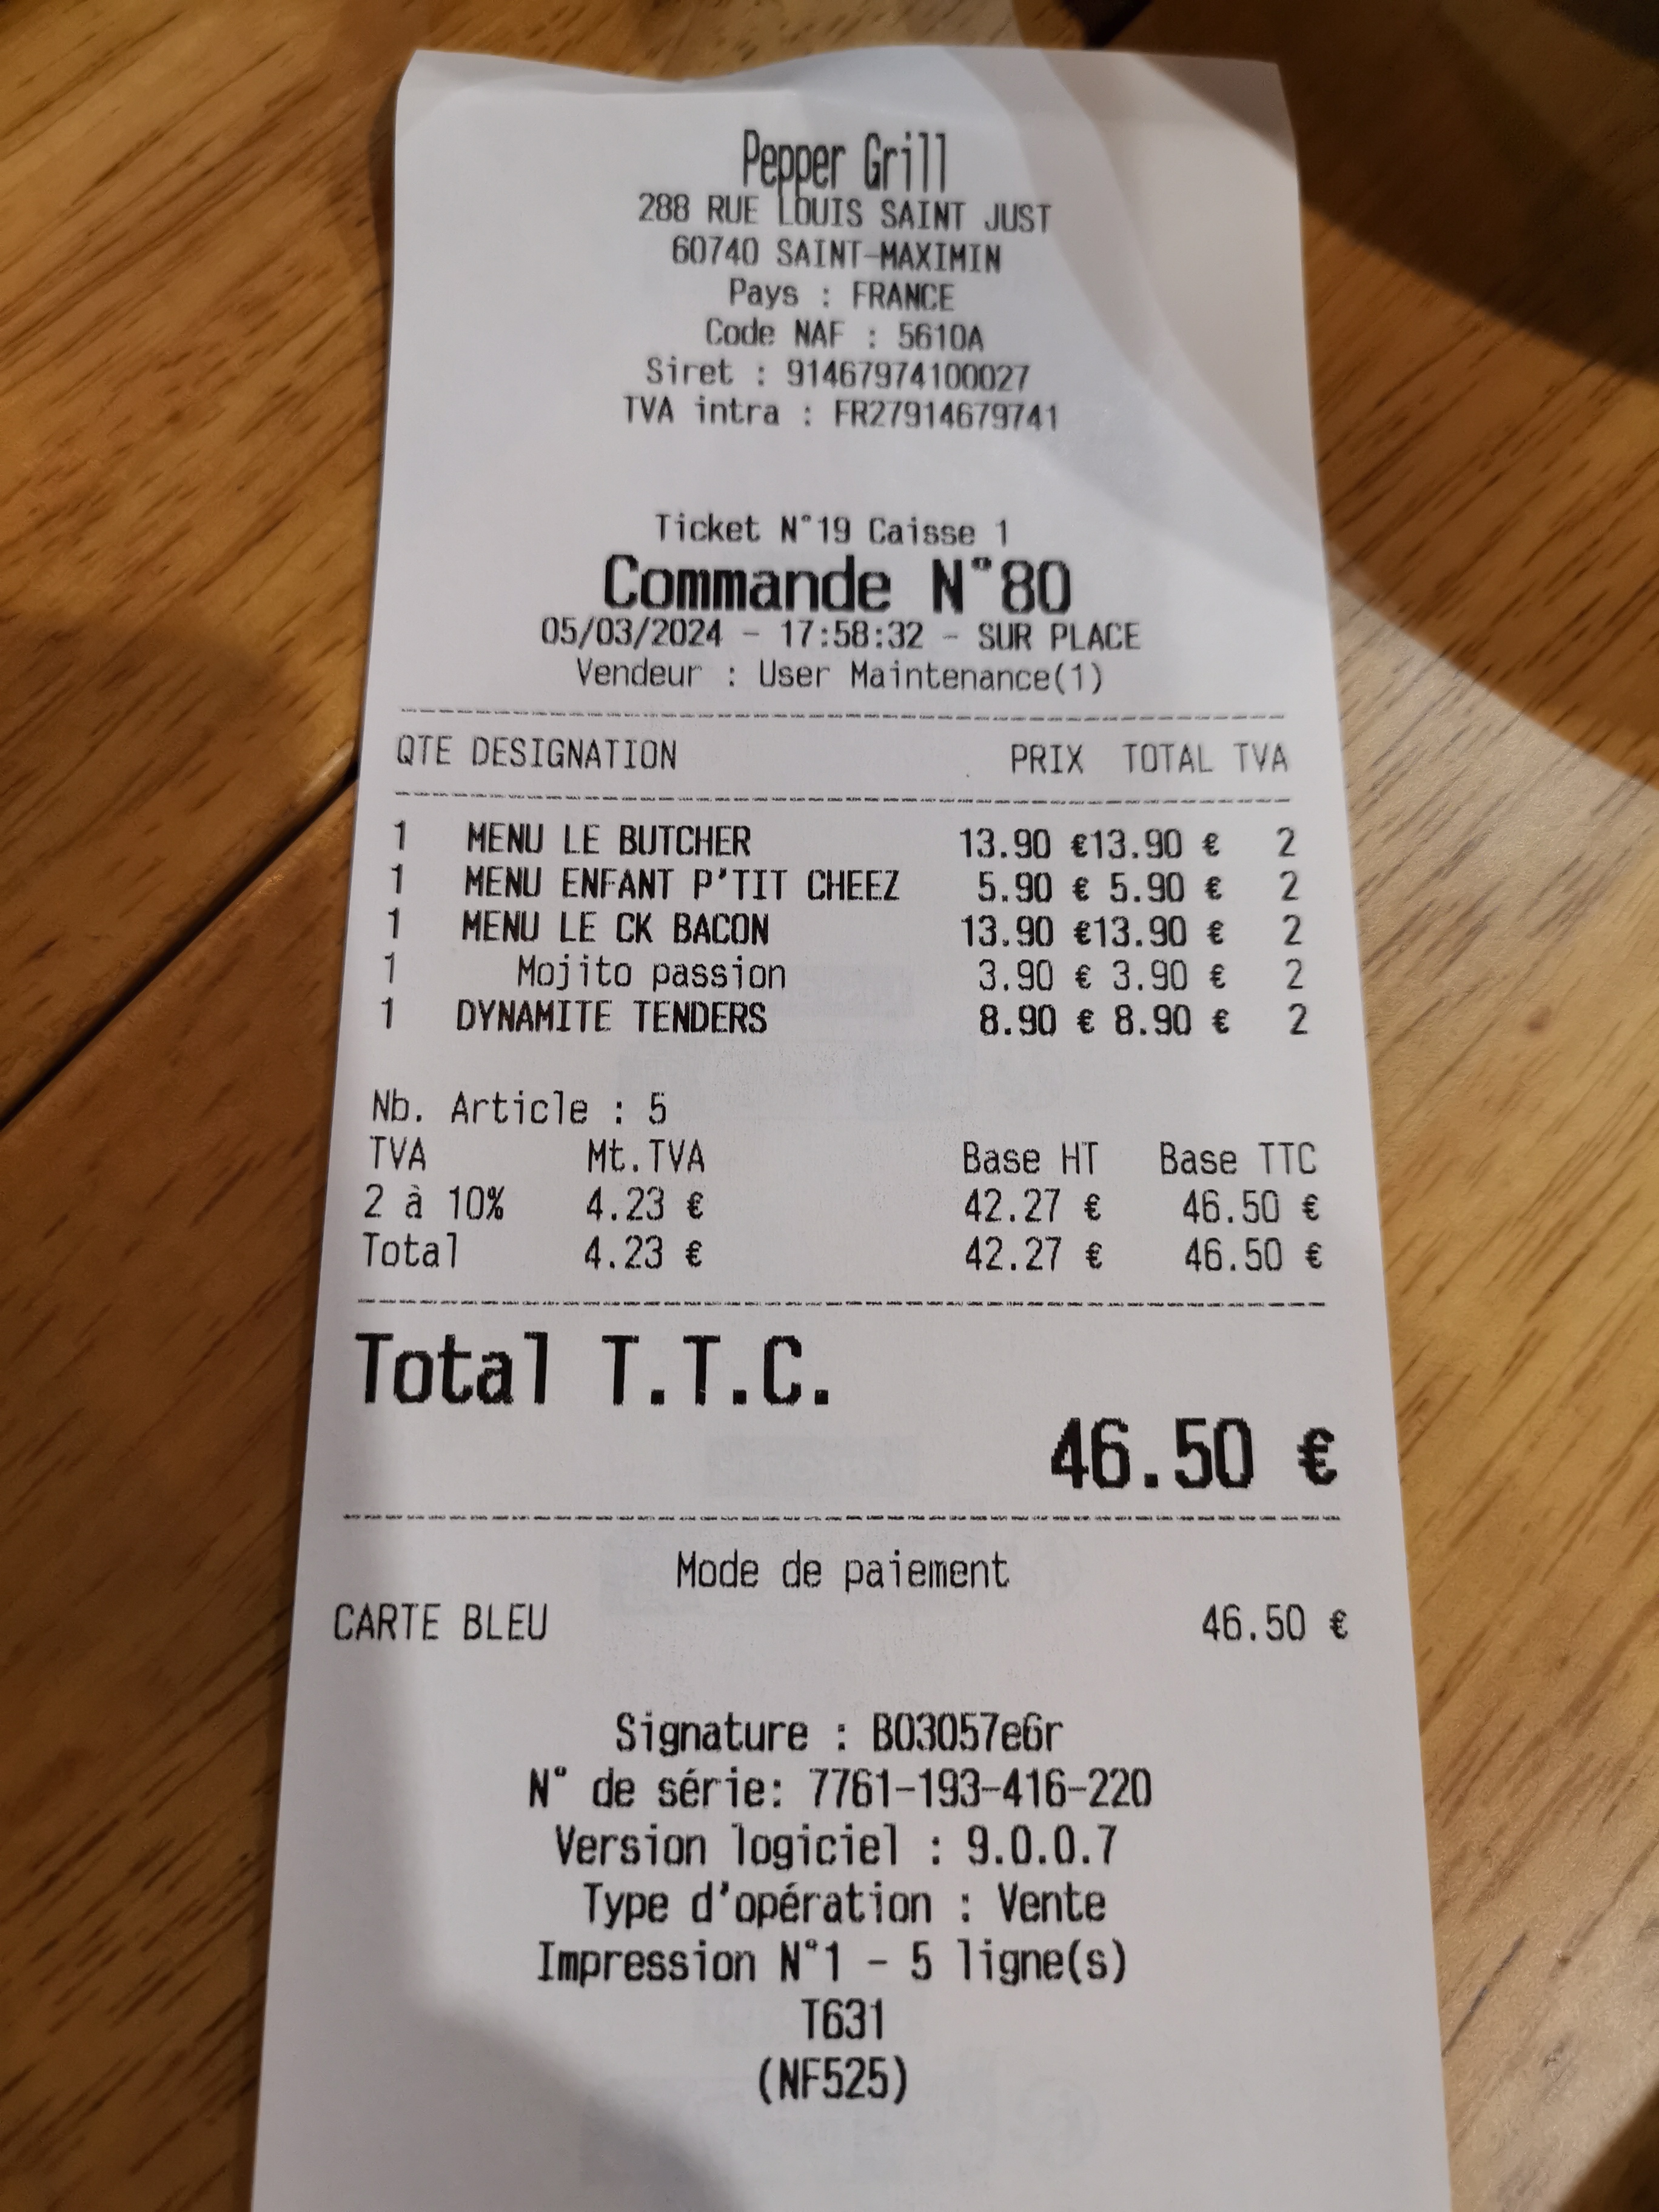 Pepper Grill
288 RUE LOUIS SAINT JUST
60740 SAINT-MAXIMIN
Pays : FRANCE
Code NAF : 5610A
Siret : 91467974100027
TVA intra : FR27914679741
Ticket N°19 Caisse 1
Commande N°80
05/03/2024 - 17:58:32 - SUR PLACE
Vendeur : User Maintenance(1)
QTE DESIGNATION PRIX TOTAL TVA
1 MENU LE BUTCHER 13.90 €13.90 € 2
1 MENU ENFANT P'TIT CHEEZ 5.90 € 5.90 € 2
1 MENU LE CK BACON 13.90 €13.90 € 2
1 Mojito passion 3.90 € 3.90 € 2
1 DYNAMITE TENDERS 8.90 € 8.90 € 2
Nb. Article : 5
TVA Mt.TVA Base HT Base TTC
2 à 10% 4.23 € 42.27 € 46.50 €
Total 4.23 € 42.27 € 46.50 €
Total T.T.C.
46.50 €
Mode de paiement
CARTE BLEU 46.50 €
Signature : B03057e6r
N° de série: 7761-193-416-220
Version logiciel : 9.0.0.7
Type d'opération : Vente
Impression N°1 - 5 ligne(s)
T631
(NF525)